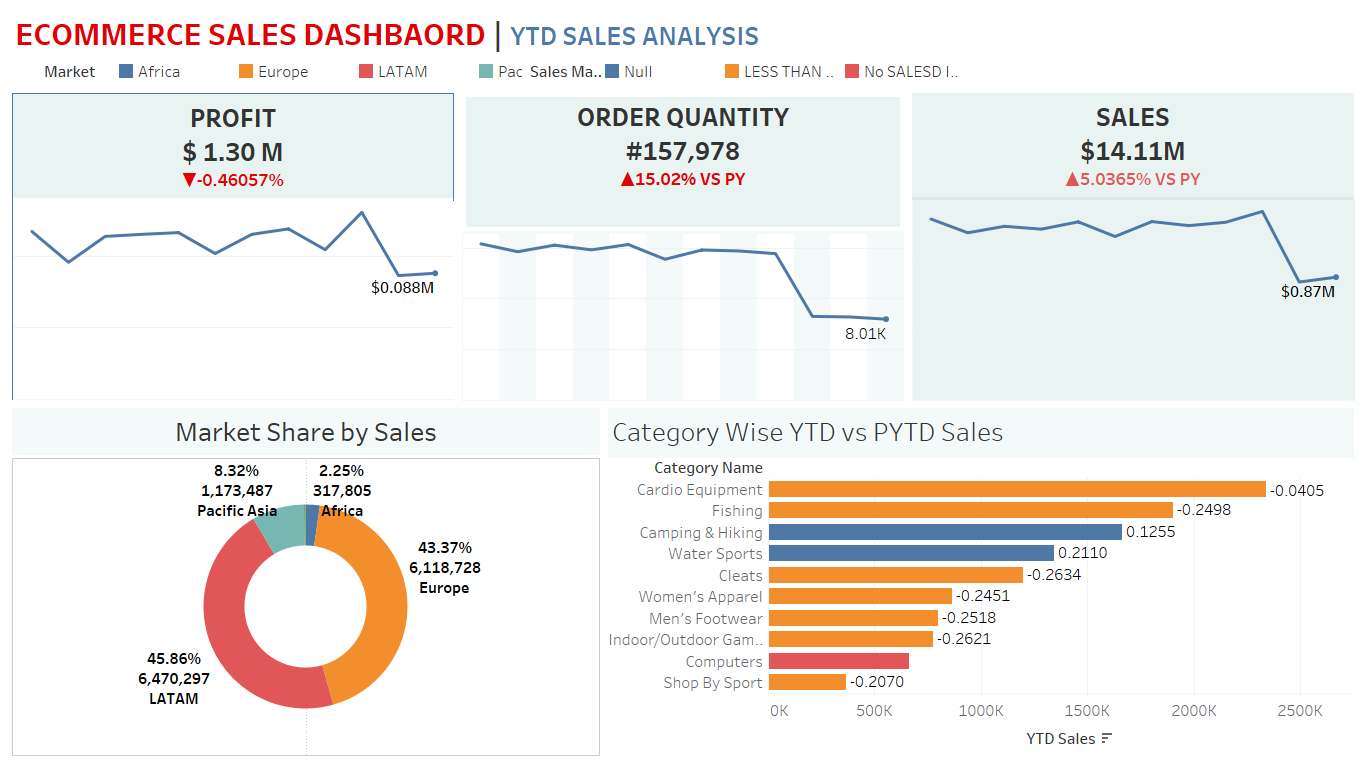 ECOMMERCE SALES DASHBAORD | YTD SALES ANALYSIS
Market Africa Europe LATAM Pac Sales Ma.. Null LESS THAN .. No SALESD I..
PROFIT
$ 1.30 M
▼-0.46057%
$0.088M
ORDER QUANTITY
#157,978
▲15.02% VS PY
8.01K
SALES
$14.11M
▲5.0365% VS PY
$0.87M
Market Share by Sales
8.32%
1,173,487
Pacific Asia
2.25%
317,805
Africa
43.37%
6,118,728
Europe
45.86%
6,470,297
LATAM
Category Wise YTD vs PYTD Sales
Category Name
Cardio Equipment -0.0405
Fishing -0.2498
Camping & Hiking 0.1255
Water Sports 0.2110
Cleats -0.2634
Women's Apparel -0.2451
Men's Footwear -0.2518
Indoor/Outdoor Gam.. -0.2621
Computers
Shop By Sport -0.2070
0K 500K 1000K 1500K 2000K 2500K
YTD Sales